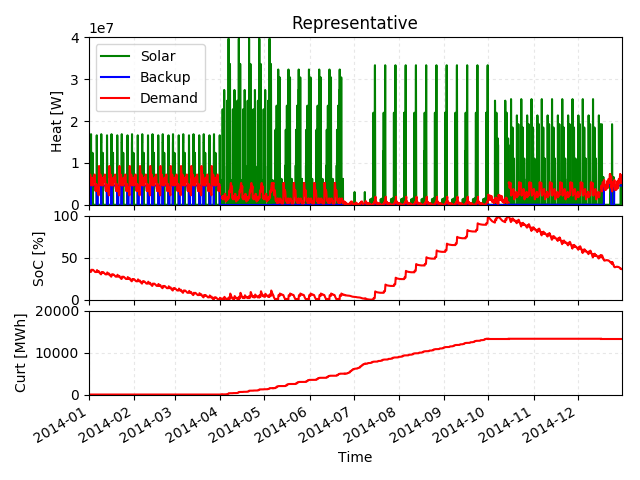 Representative
1e7
Heat [W]
4
3
2
1
0
Solar
Backup
Demand
SoC [%]
100
50
0
Curt [MWh]
20000
10000
0
2014-01
2014-02
2014-03
2014-04
2014-05
2014-06
2014-07
2014-08
2014-09
2014-10
2014-11
2014-12
Time